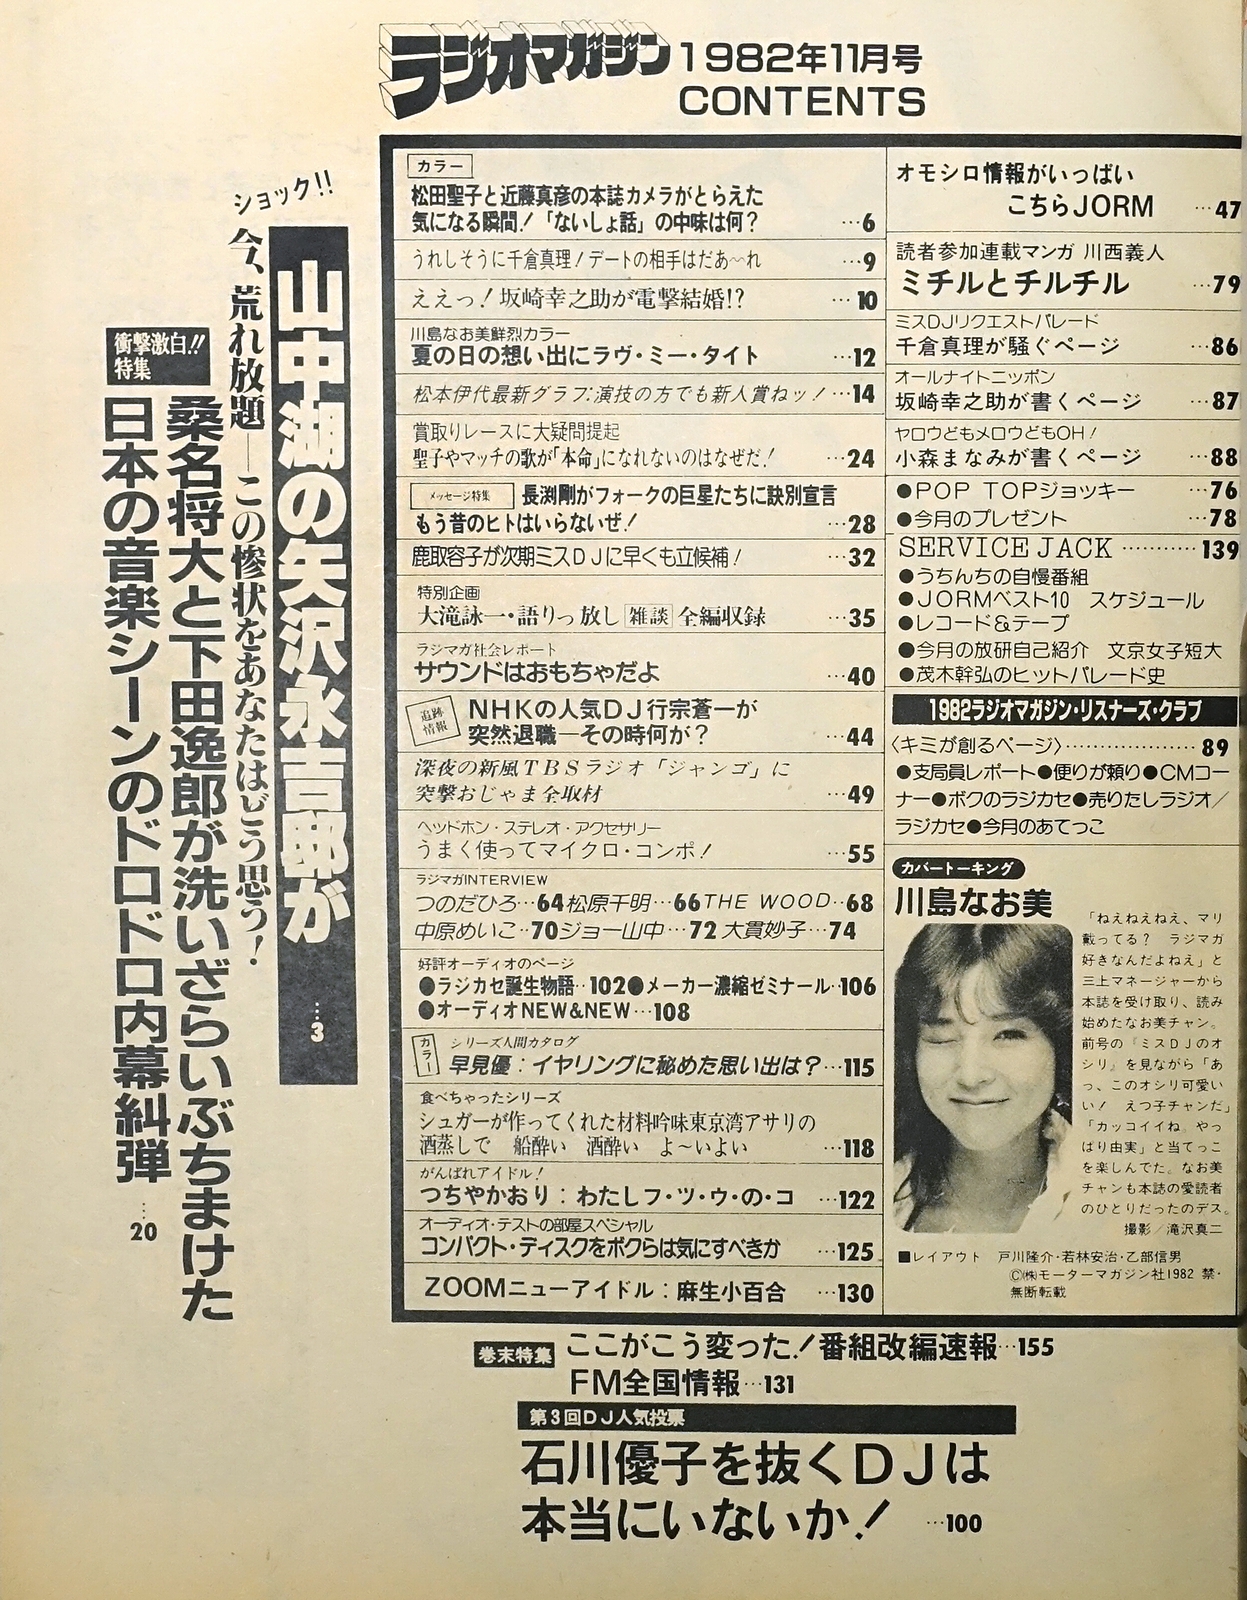 ラジオマガジン 1982年11月号
CONTENTS
ショック!!
山中湖の矢沢永吉邸が …3
今、荒れ放題―この惨状をあなたはどう思う!
衝撃激白!!
特集
桑名将大と下田逸郎が洗いざらいぶちまけた
日本の音楽シーンのドロドロ内幕糾弾 …20
カラー
松田聖子と近藤真彦の本誌カメラがとらえた
気になる瞬間!「ないしょ話」の中味は何? …6
うれしそうに千倉真理!デートの相手はだあ〜れ …9
ええっ!坂崎幸之助が電撃結婚!? …10
川島なお美鮮烈カラー
夏の日の想い出にラヴ・ミー・タイト …12
松本伊代最新グラフ:演技の方でも新人賞ねッ! …14
賞取りレースに大疑問提起
聖子やマッチの歌が「本命」になれないのはなぜだ! …24
メッセージ特集 長渕剛がフォークの巨星たちに訣別宣言
もう昔のヒトはいらないぜ! …28
鹿取容子が次期ミスDJに早くも立候補! …32
特別企画
大滝詠一・語りっ放し 雑談 全編収録 …35
ラジマガ社会レポート
サウンドはおもちゃだよ …40
追跡情報 NHKの人気DJ行宗蒼一が
突然退職―その時何が? …44
深夜の新風TBSラジオ「ジャンゴ」に
突撃おじゃま全取材 …49
ヘッドホン・ステレオ・アクセサリー
うまく使ってマイクロ・コンポ! …55
ラジマガINTERVIEW
つのだひろ…64 松原千明…66 THE WOOD…68
中原めいこ…70 ジョー山中…72 大貫妙子…74
好評オーディオのページ
●ラジカセ誕生物語…102 ●メーカー濃縮ゼミナール…106
●オーディオNEW&NEW…108
カラー シリーズ人間カタログ
早見優:イヤリングに秘めた思い出は? …115
食べちゃったシリーズ
シュガーが作ってくれた材料吟味東京湾アサリの
酒蒸しで 船酔い 酒酔い よ〜いよい …118
がんばれアイドル!
つちやかおり:わたしフ・ツ・ウ・の・コ …122
オーディオ・テストの部屋スペシャル
コンパクト・ディスクをボクらは気にすべきか …125
ZOOMニューアイドル:麻生小百合 …130
オモシロ情報がいっぱい
こちらJORM …47
読者参加連載マンガ 川西義人
ミチルとチルチル …79
ミスDJリクエストパレード
千倉真理が騒ぐページ …86
オールナイトニッポン
坂崎幸之助が書くページ …87
ヤロウどもメロウどもOH!
小森まなみが書くページ …88
●POP TOPジョッキー …76
●今月のプレゼント …78
SERVICE JACK …139
●うちんちの自慢番組
●JORMベスト10 スケジュール
●レコード&テープ
●今月の放研自己紹介 文京女子短大
●茂木幹弘のヒットパレード史
1982ラジオマガジン・リスナーズ・クラブ
〈キミが創るページ〉…89
●支局員レポート●便りが頼り●CMコー
ナー●ボクのラジカセ●売りたしラジオ/
ラジカセ●今月のあてっこ
カバートーキング
川島なお美
「ねえねえねえ、マリ
載ってる? ラジマガ
好きなんだよねえ」と
三上マネージャーから
本誌を受け取り、読み
始めたなお美チャン。
前号の『ミスDJのオ
シリ』を見ながら「あ
っ、このオシリ可愛い
い! えつ子チャンだ」
「カッコイイね。やっ
ぱり由実」と当てっこ
を楽しんでた。なお美
チャンも本誌の愛読者
のひとりだったのデス。
撮影/滝沢真二
■レイアウト 戸川隆介・若林安治・乙部信男
©㈱モーターマガジン社1982 禁・
無断転載
巻末特集 ここがこう変った!番組改編速報…155
FM全国情報…131
第3回DJ人気投票
石川優子を抜くDJは
本当にいないか! …100